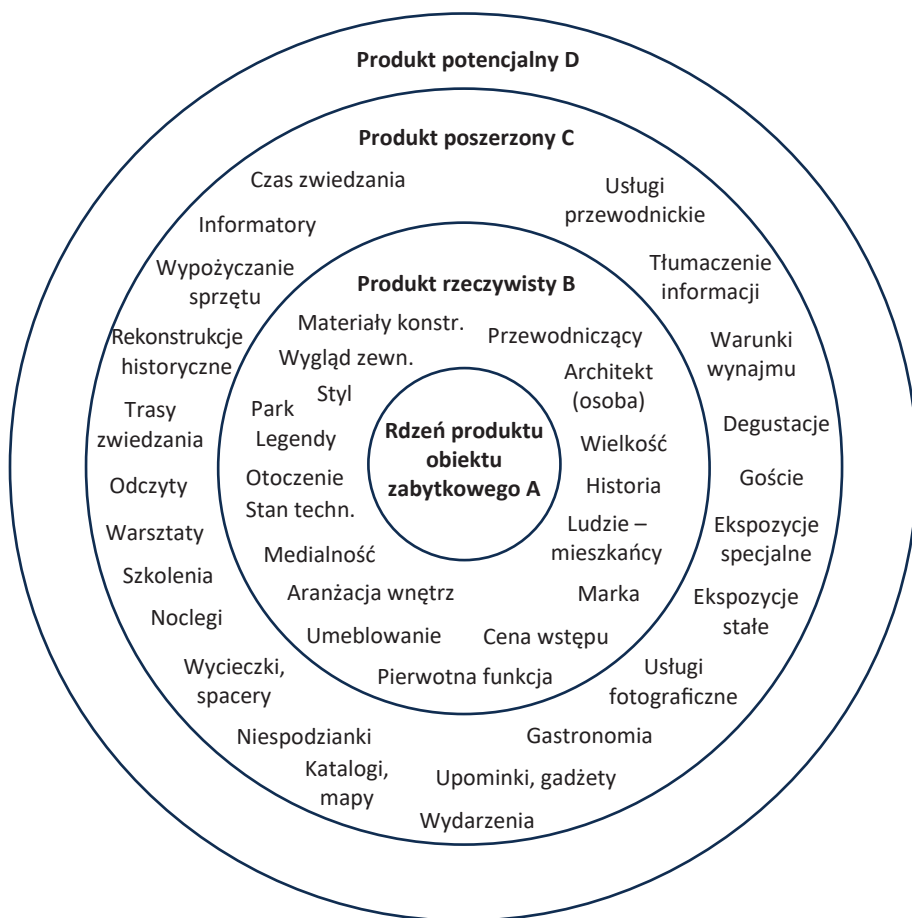 Produkt potencjalny D
Produkt poszerzony C
Czas zwiedzania
Usługi
przewodnickie
Informatory
Tłumaczenie
informacji
Wypożyczanie
sprzętu
Rekonstrukcje
historyczne
Warunki
wynajmu
Trasy
zwiedzania
Degustacje
Odczyty
Goście
Warsztaty
Ekspozycje
specjalne
Szkolenia
Ekspozycje
stałe
Noclegi
Wycieczki,
spacery
Usługi
fotograficzne
Niespodzianki
Gastronomia
Katalogi,
mapy
Upominki, gadżety
Wydarzenia
Produkt rzeczywisty B
Materiały konstr.
Przewodniczący
Wygląd zewn.
Architekt
(osoba)
Styl
Park
Legendy
Wielkość
Otoczenie
Historia
Stan techn.
Ludzie –
mieszkańcy
Medialność
Aranżacja wnętrz
Marka
Umeblowanie
Cena wstępu
Pierwotna funkcja
Rdzeń produktu
obiektu
zabytkowego A